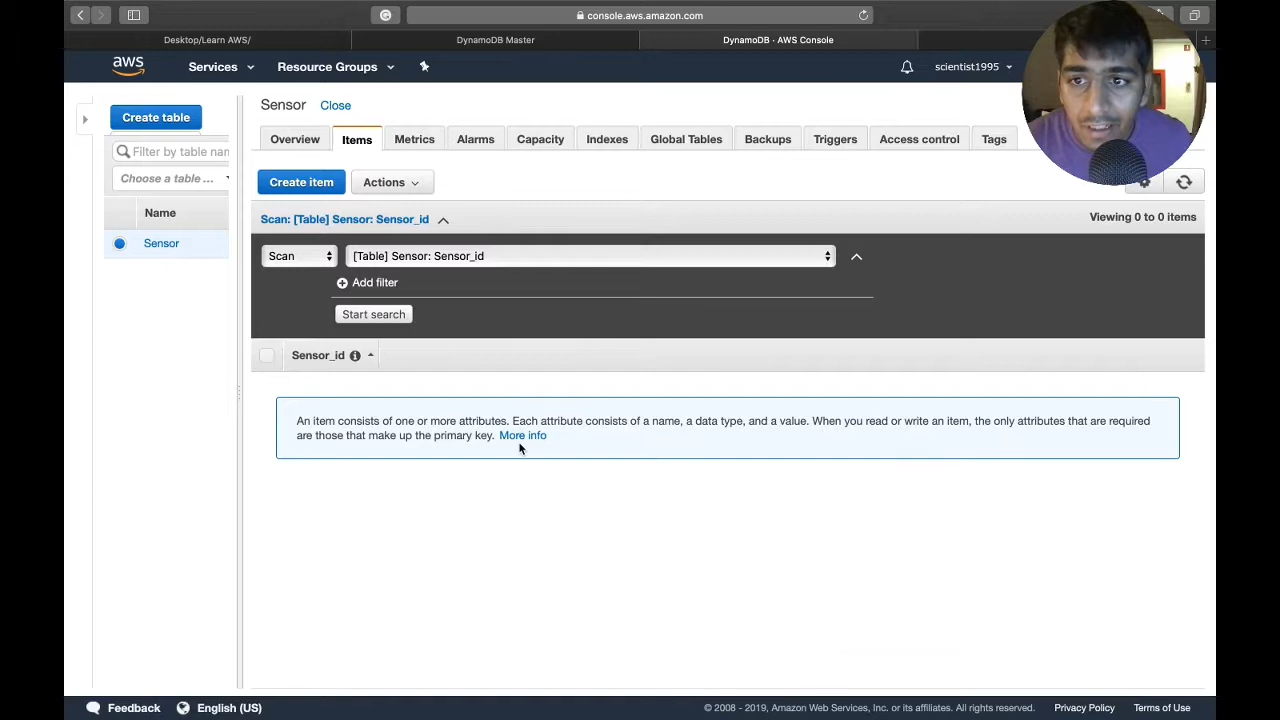 console.aws.amazon.com
Desktop/Learn AWS/
DynamoDB Master
DynamoDB - AWS Console
aws
Services
Resource Groups
scientist1995
Create table
Filter by table nam
Choose a table ...
Name
Sensor
Sensor
Close
Overview
Items
Metrics
Alarms
Capacity
Indexes
Global Tables
Backups
Triggers
Access control
Tags
Create item
Actions
Scan: [Table] Sensor: Sensor_id
Viewing 0 to 0 items
Scan
[Table] Sensor: Sensor_id
Add filter
Start search
Sensor_id
An item consists of one or more attributes. Each attribute consists of a name, a data type, and a value. When you read or write an item, the only attributes that are required
are those that make up the primary key. More info
Feedback
English (US)
© 2008 - 2019, Amazon Web Services, Inc. or its affiliates. All rights reserved.
Privacy Policy
Terms of Use